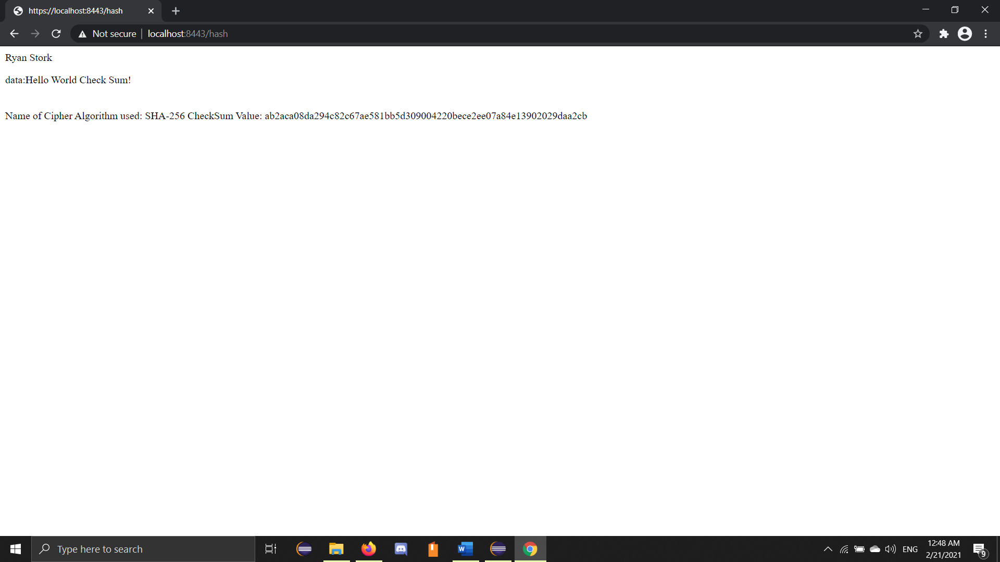 https://localhost:8443/hash
Not secure localhost:8443/hash
Ryan Stork
data:Hello World Check Sum!
Name of Cipher Algorithm used: SHA-256 CheckSum Value: ab2aca08da294c82c67ae581bb5d309004220bece2ee07a84e13902029daa2cb
Type here to search
W
ENG
12:48 AM
2/21/2021
9